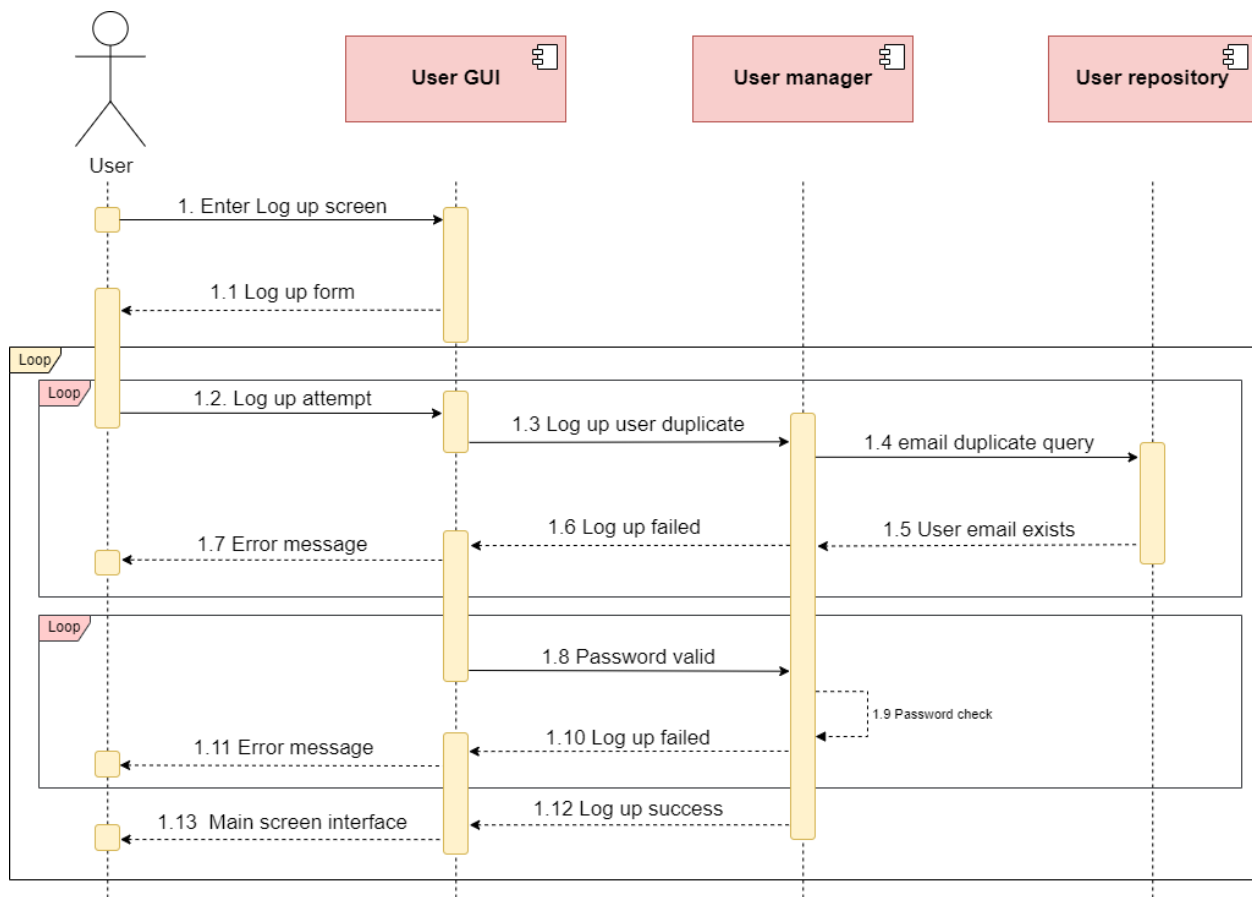 User GUI
User manager
User repository
User
1. Enter Log up screen
1.1 Log up form
Loop
Loop
1.2. Log up attempt
1.3 Log up user duplicate
1.4 email duplicate query
1.5 User email exists
1.6 Log up failed
1.7 Error message
Loop
1.8 Password valid
1.9 Password check
1.10 Log up failed
1.11 Error message
1.12 Log up success
1.13 Main screen interface